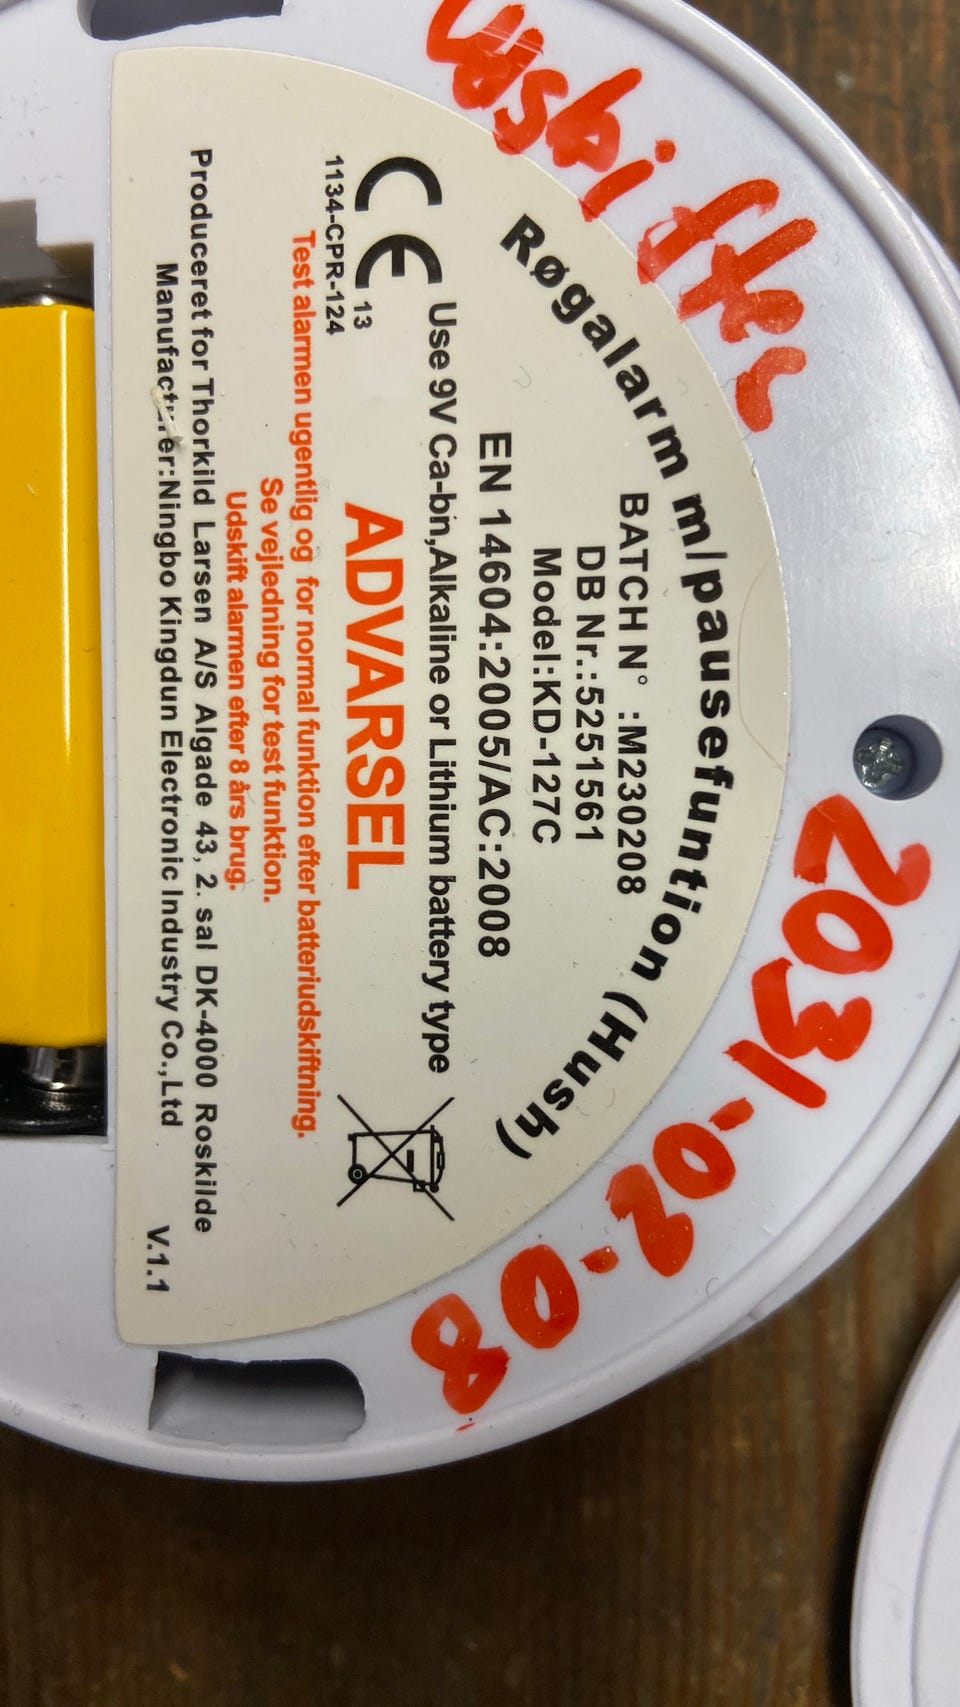 Udskiftes 2031-02-08
Røgalarm m/pausefuntion (Hush)
BATCH N° :M230208
DB Nr.:5251561
Model:KD-127C
EN 14604:2005/AC:2008
Use 9V Ca-bn,Alkaline or Lithium battery type
CE 13
1134-CPR-124
ADVARSEL
Test alarmen ugentlig og for normal funktion efter batteriudskiftning.
Se vejledning for test funktion.
Udskift alarmen efter 8 års brug.
Produceret for Thorkild Larsen A/S Algade 43, 2. sal DK-4000 Roskilde
Manufacturer:Ningbo Kingdun Electronic Industry Co.,Ltd V.1.1